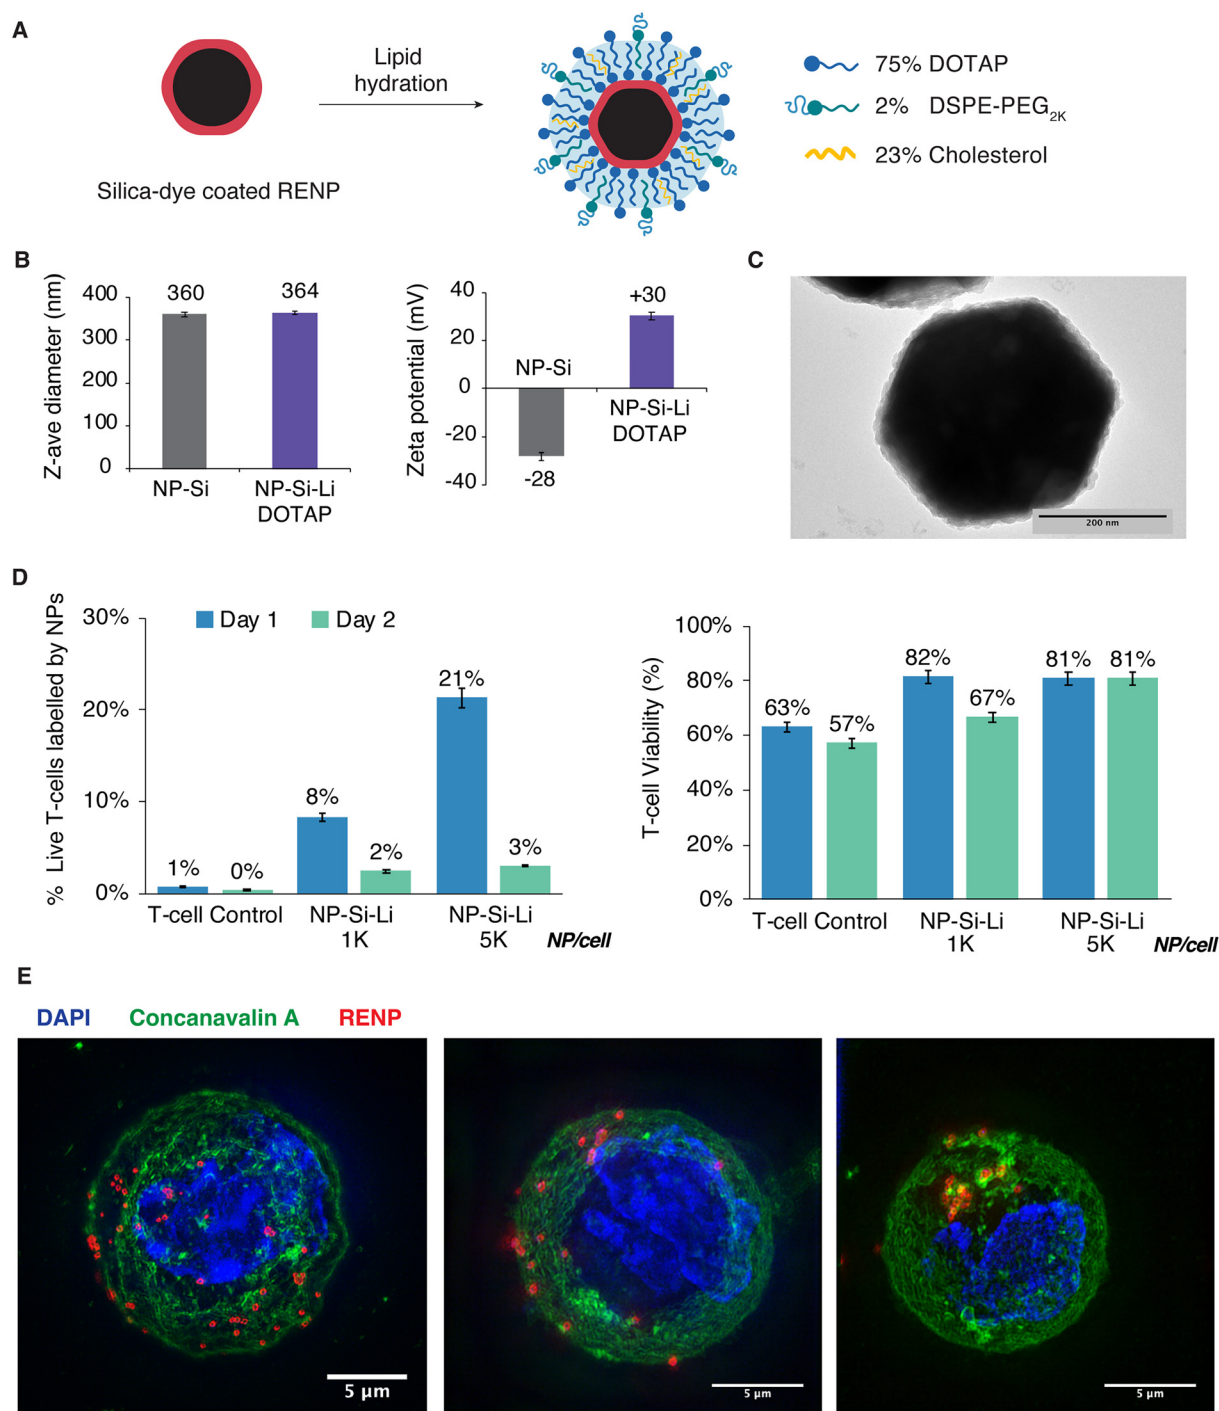 A
Lipid
hydration
Silica-dye coated RENP
75% DOTAP
2% DSPE-PEG2K
23% Cholesterol
B
Z-ave diameter (nm)
400
300
200
100
0
360
364
NP-Si
NP-Si-Li
DOTAP
Zeta potential (mV)
40
20
0
-20
-40
+30
NP-Si
NP-Si-Li
DOTAP
-28
C
200 nm
D
% Live T-cells labelled by NPs
30%
20%
10%
0%
Day 1
Day 2
1%
0%
8%
2%
21%
3%
T-cell Control
NP-Si-Li
1K
NP-Si-Li
5K
NP/cell
T-cell Viability (%)
100%
80%
60%
40%
20%
0%
63%
57%
82%
67%
81%
81%
T-cell Control
NP-Si-Li
1K
NP-Si-Li
5K
NP/cell
E
DAPI
Concanavalin A
RENP
5 µm
5 µm
5 µm